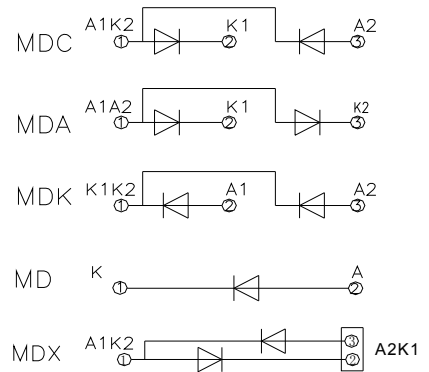 MDC A1K2 ① K1 ② A2 ③
MDA A1A2 ① K1 ② K2 ③
MDK K1K2 ① A1 ② A2 ③
MD K ① A ②
MDX A1K2 ① ③ ② A2K1